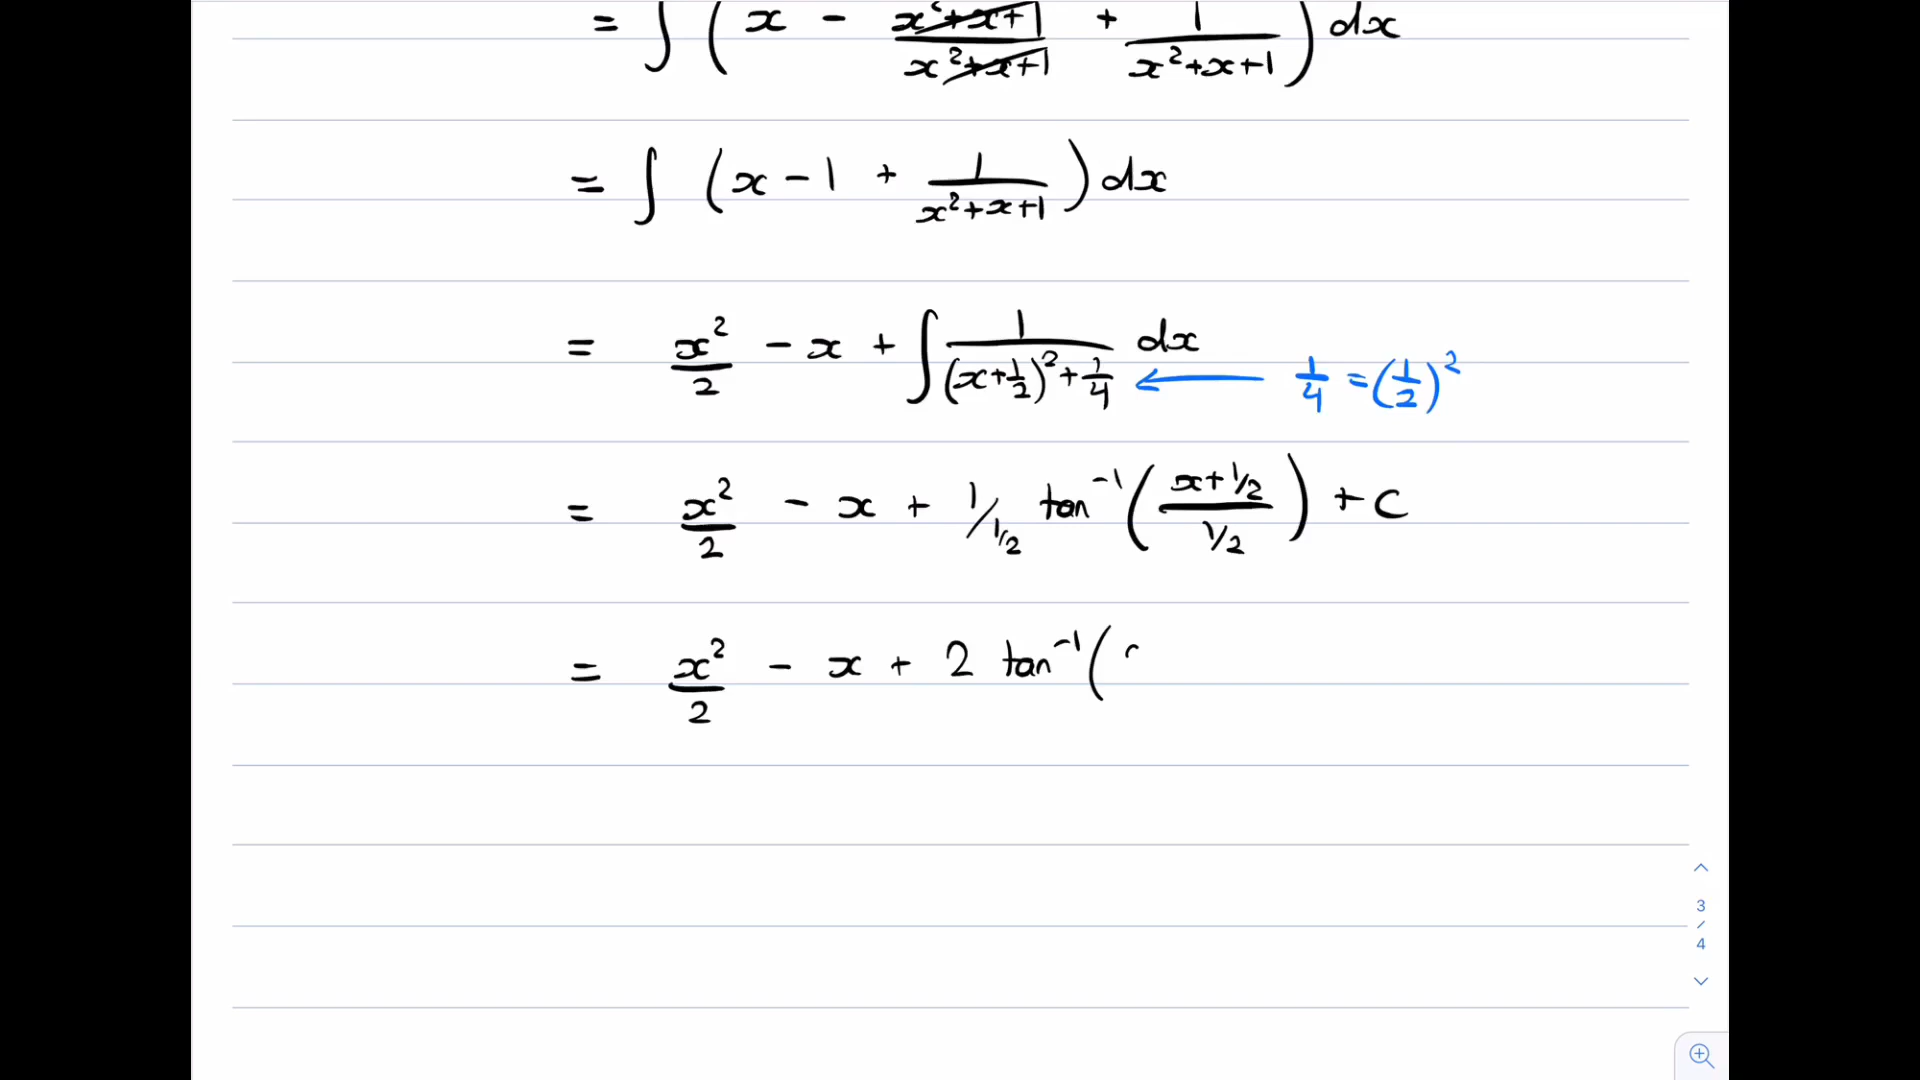 = ∫ (x - x²+x+1/x²+x+1 + 1/x²+x+1) dx
= ∫ (x - 1 + 1/x²+x+1) dx
= x²/2 - x + ∫ 1/(x+1/2)²+1/4 dx ← 1/4 = (1/2)²
= x²/2 - x + 1/1/2 tan⁻¹(x+1/2/1/2) + C
= x²/2 - x + 2 tan⁻¹(
3
/
4